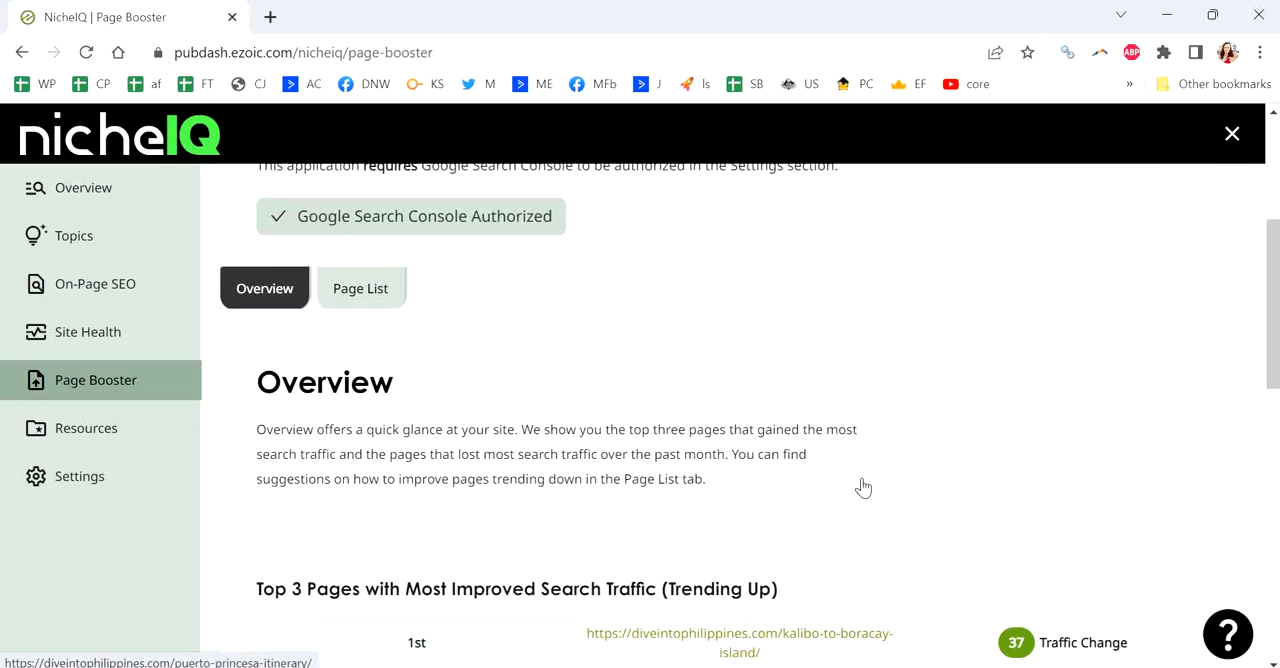 NicheIQ | Page Booster
pubdash.ezoic.com/nicheiq/page-booster
ABP
WP CP af FT CJ AC DNW KS M ME MFb J ls SB US PC EF core » Other bookmarks
nicheIQ
This application requires Google Search Console to be authorized in the Settings section.
Overview
Topics
On-Page SEO
Site Health
Page Booster
Resources
Settings
Google Search Console Authorized
Overview Page List
Overview
Overview offers a quick glance at your site. We show you the top three pages that gained the most
search traffic and the pages that lost most search traffic over the past month. You can find
suggestions on how to improve pages trending down in the Page List tab.
Top 3 Pages with Most Improved Search Traffic (Trending Up)
1st https://diveintophilippines.com/kalibo-to-boracay-
island/
37 Traffic Change
?
https://diveintophilippines.com/puerto-princesa-itinerary/